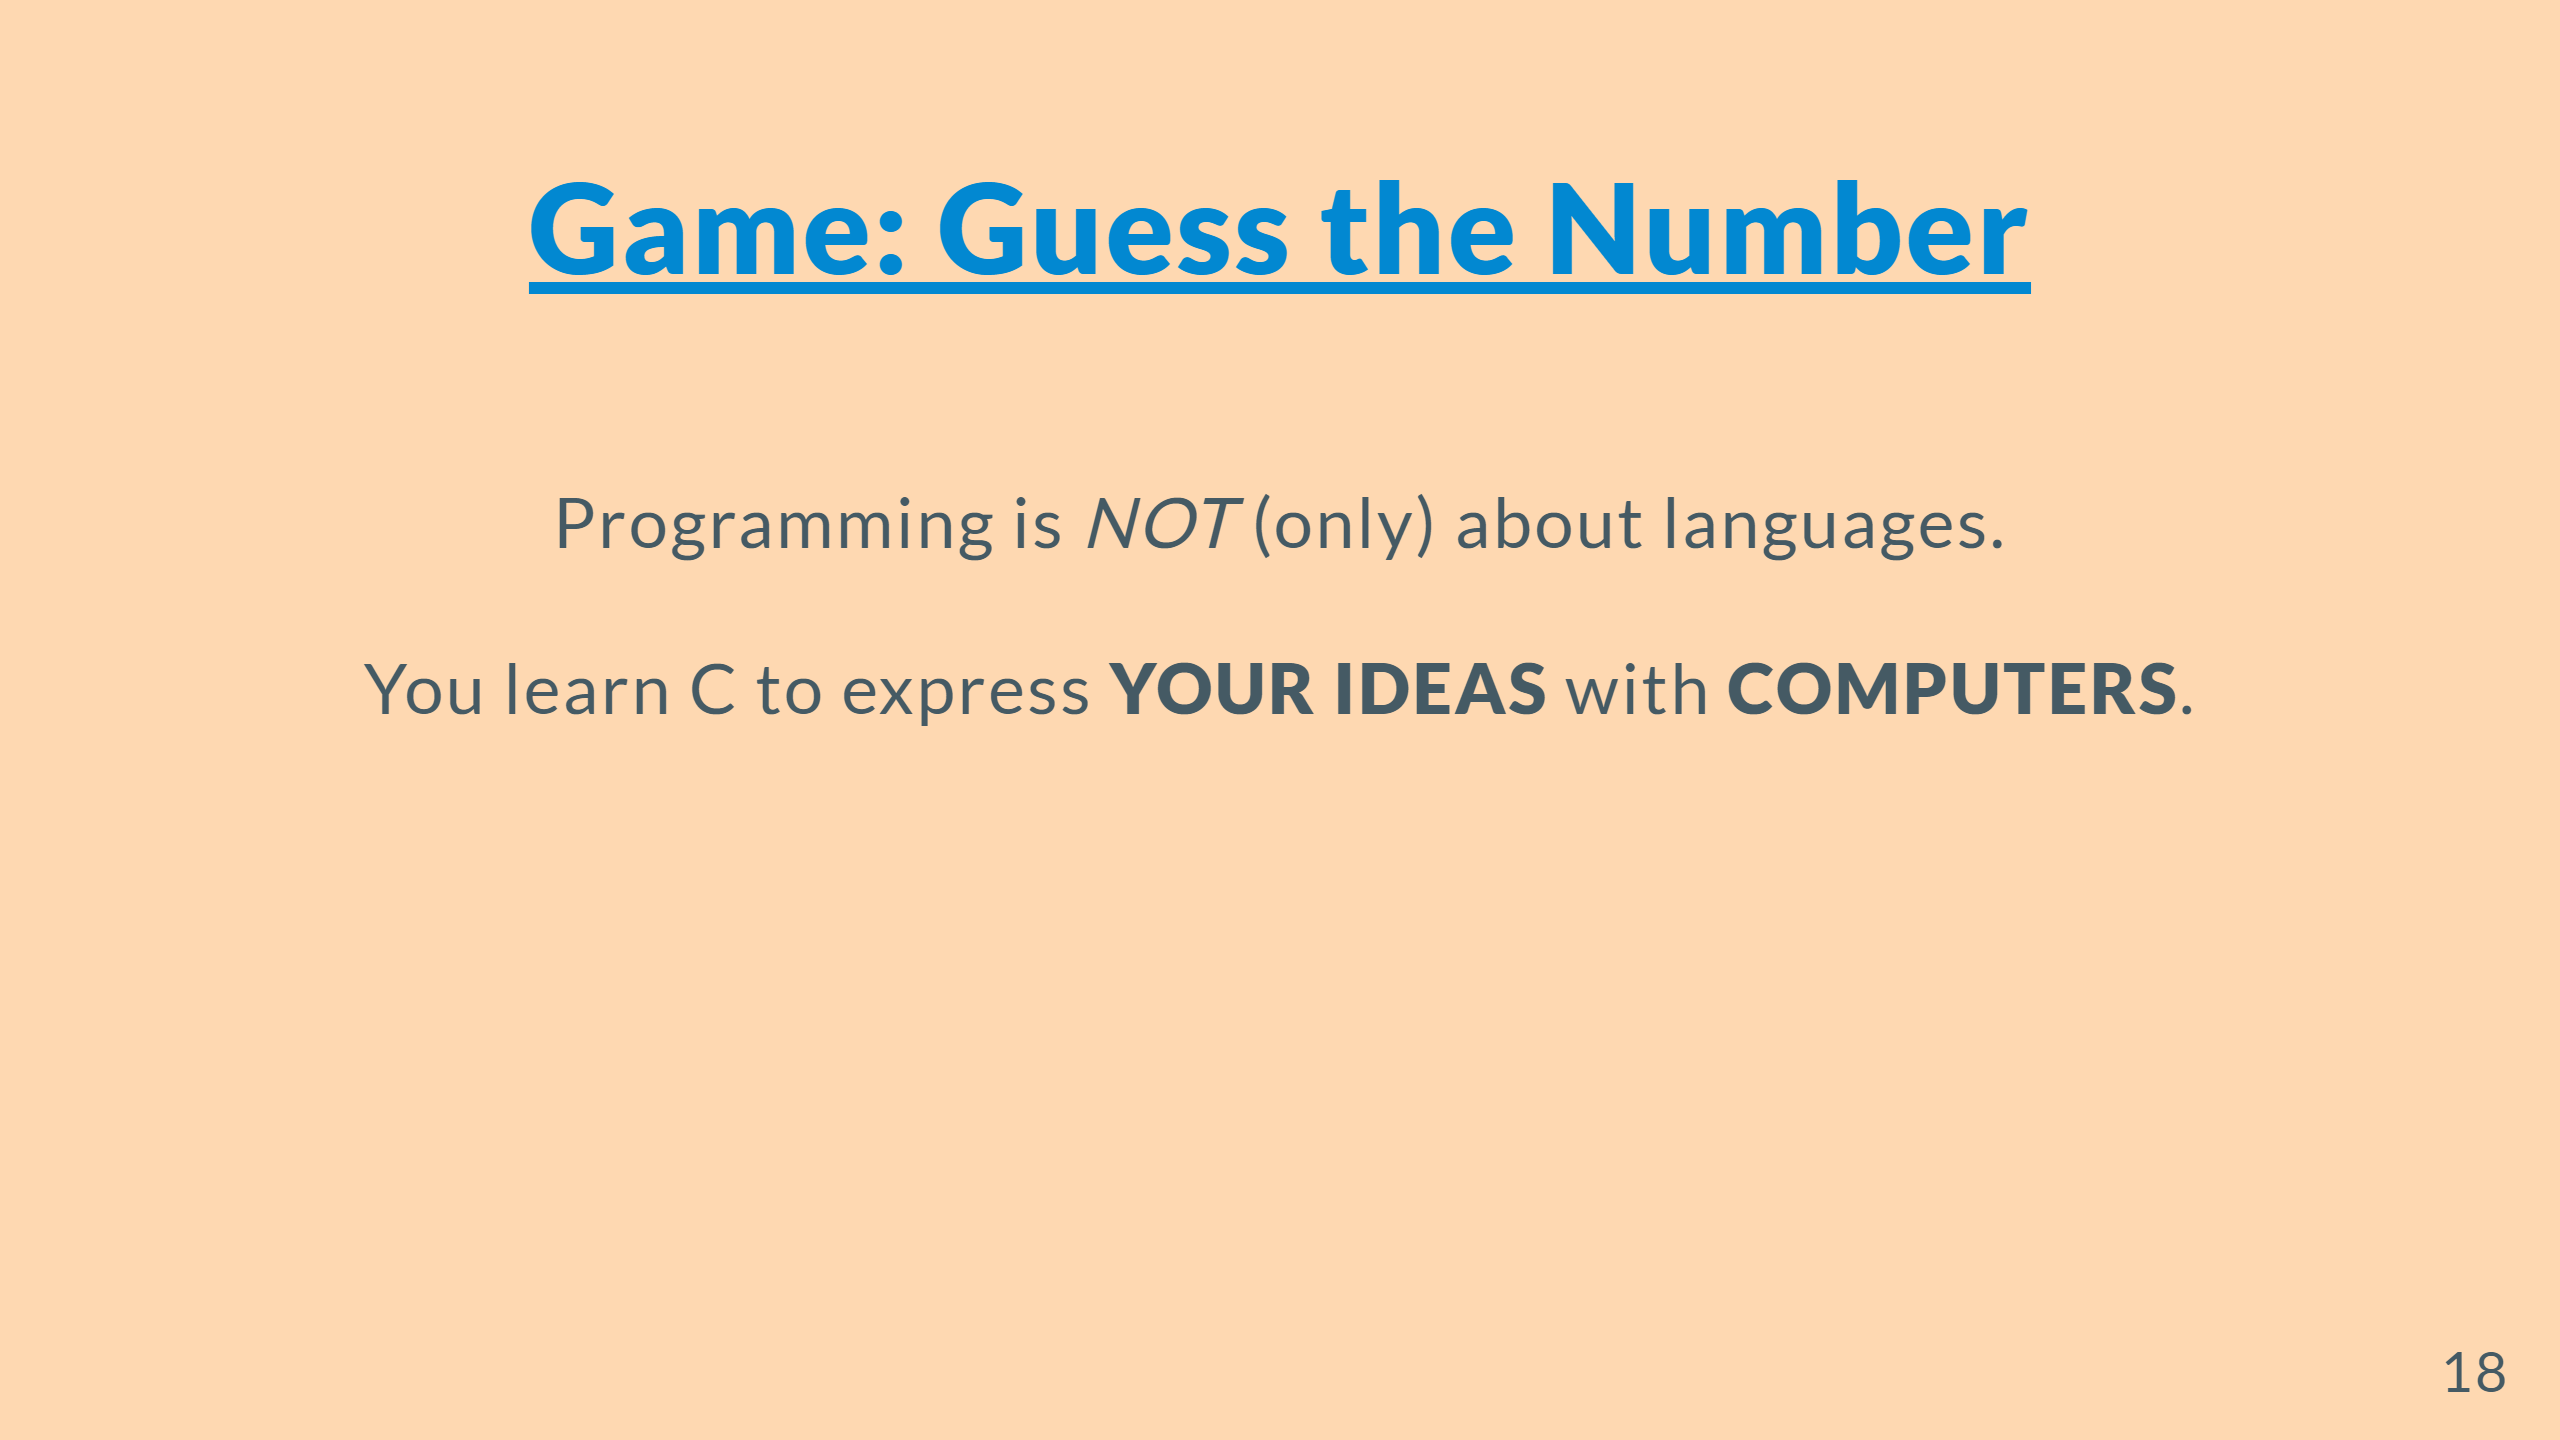 Game: Guess the Number
Programming is NOT (only) about languages.
You learn C to express YOUR IDEAS with COMPUTERS.
18